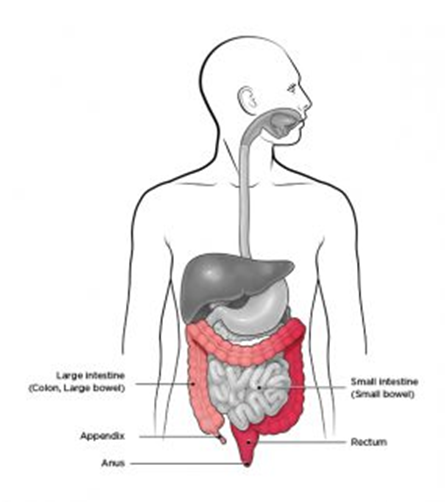 Large intestine
(Colon, Large bowel)
Small intestine
(Small bowel)
Appendix
Rectum
Anus